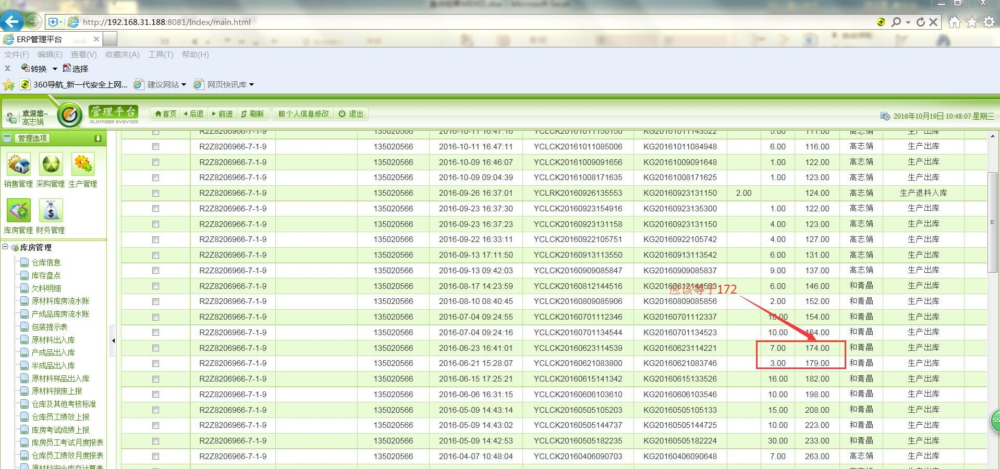 http://192.168.31.188:8081/Index/main.html
ERP管理平台
文件(F) 编辑(E) 查看(V) 收藏夹(A) 工具(T) 帮助(H)
x 转换 选择
360导航_新一代安全上网... 建议网站 网页快讯库
欢迎您–
高志娟
管理平台
PLATFORM SYSYTEM
首页 后退 前进 刷新 个人信息修改 退出
2016年10月19日 10:48:07 星期三
管理选项
销售管理 采购管理 生产管理
库房管理 财务管理
库房管理
仓库信息
库存盘点
欠料明细
原材料库房流水账
产成品库房流水账
包装提示表
原材料出入库
产成品出入库
半成品出入库
原材料样品出入库
原材料报废上报
仓库及其他考核标准
仓库员工绩效上报
库房考试成绩上报
库房员工考试月度报表
仓库员工绩效月度报表
原材料安全库存计算表
R2Z8206966-7-1-9 135020566 2016-10-11 16:47:16 YCLCK20161011150150 KG20161011143522 5.00 111.00 高志娟 生产出库
R2Z8206966-7-1-9 135020566 2016-10-11 16:47:11 YCLCK20161011085006 KG20161011084948 6.00 116.00 高志娟 生产出库
R2Z8206966-7-1-9 135020566 2016-10-09 16:46:07 YCLCK20161009091656 KG20161009091648 1.00 122.00 高志娟 生产出库
R2Z8206966-7-1-9 135020566 2016-10-09 09:04:39 YCLCK20161008171635 KG20161008171625 1.00 123.00 高志娟 生产出库
R2Z8206966-7-1-9 135020566 2016-09-26 16:37:01 YCLRK20160926135553 KG20160923131150 2.00 124.00 高志娟 生产退料入库
R2Z8206966-7-1-9 135020566 2016-09-23 16:37:30 YCLCK20160923154916 KG20160923135300 1.00 122.00 高志娟 生产出库
R2Z8206966-7-1-9 135020566 2016-09-23 16:37:23 YCLCK20160923131158 KG20160923131150 4.00 123.00 高志娟 生产出库
R2Z8206966-7-1-9 135020566 2016-09-22 16:33:11 YCLCK20160922105751 KG20160922105742 4.00 127.00 高志娟 生产出库
R2Z8206966-7-1-9 135020566 2016-09-13 17:11:50 YCLCK20160913113550 KG20160913113542 6.00 131.00 高志娟 生产出库
R2Z8206966-7-1-9 135020566 2016-09-13 09:42:03 YCLCK20160909085847 KG20160909085837 9.00 137.00 高志娟 生产出库
R2Z8206966-7-1-9 135020566 2016-08-17 14:23:59 YCLCK20160812144516 KG20160812144503 6.00 146.00 和青晶 生产出库
应该等于172
R2Z8206966-7-1-9 135020566 2016-08-10 08:40:45 YCLCK20160809085906 KG20160809085856 2.00 152.00 和青晶 生产出库
R2Z8206966-7-1-9 135020566 2016-07-04 09:24:55 YCLCK20160701112346 KG20160701112337 10.00 154.00 和青晶 生产出库
R2Z8206966-7-1-9 135020566 2016-07-04 09:24:16 YCLCK20160701134544 KG20160701134523 10.00 164.00 和青晶 生产出库
R2Z8206966-7-1-9 135020566 2016-06-23 16:41:01 YCLCK20160623114539 KG20160623114221 7.00 174.00 和青晶 生产出库
R2Z8206966-7-1-9 135020566 2016-06-21 15:28:07 YCLCK20160621083800 KG20160621083746 3.00 179.00 和青晶 生产出库
R2Z8206966-7-1-9 135020566 2016-06-15 17:25:21 YCLCK20160615141342 KG20160615133526 16.00 182.00 和青晶 生产出库
R2Z8206966-7-1-9 135020566 2016-06-06 16:31:15 YCLCK20160606103610 KG20160606103546 10.00 198.00 和青晶 生产出库
R2Z8206966-7-1-9 135020566 2016-05-09 14:43:14 YCLCK20160505105203 KG20160505105133 15.00 208.00 和青晶 生产出库
R2Z8206966-7-1-9 135020566 2016-05-09 14:43:02 YCLCK20160505144737 KG20160505144725 10.00 223.00 和青晶 生产出库
R2Z8206966-7-1-9 135020566 2016-05-09 14:42:53 YCLCK20160505182235 KG20160505182224 30.00 233.00 和青晶 生产出库
R2Z8206966-7-1-9 135020566 2016-04-07 10:48:04 YCLCK20160406090703 KG20160406090648 7.00 263.00 高志娟 生产出库
55